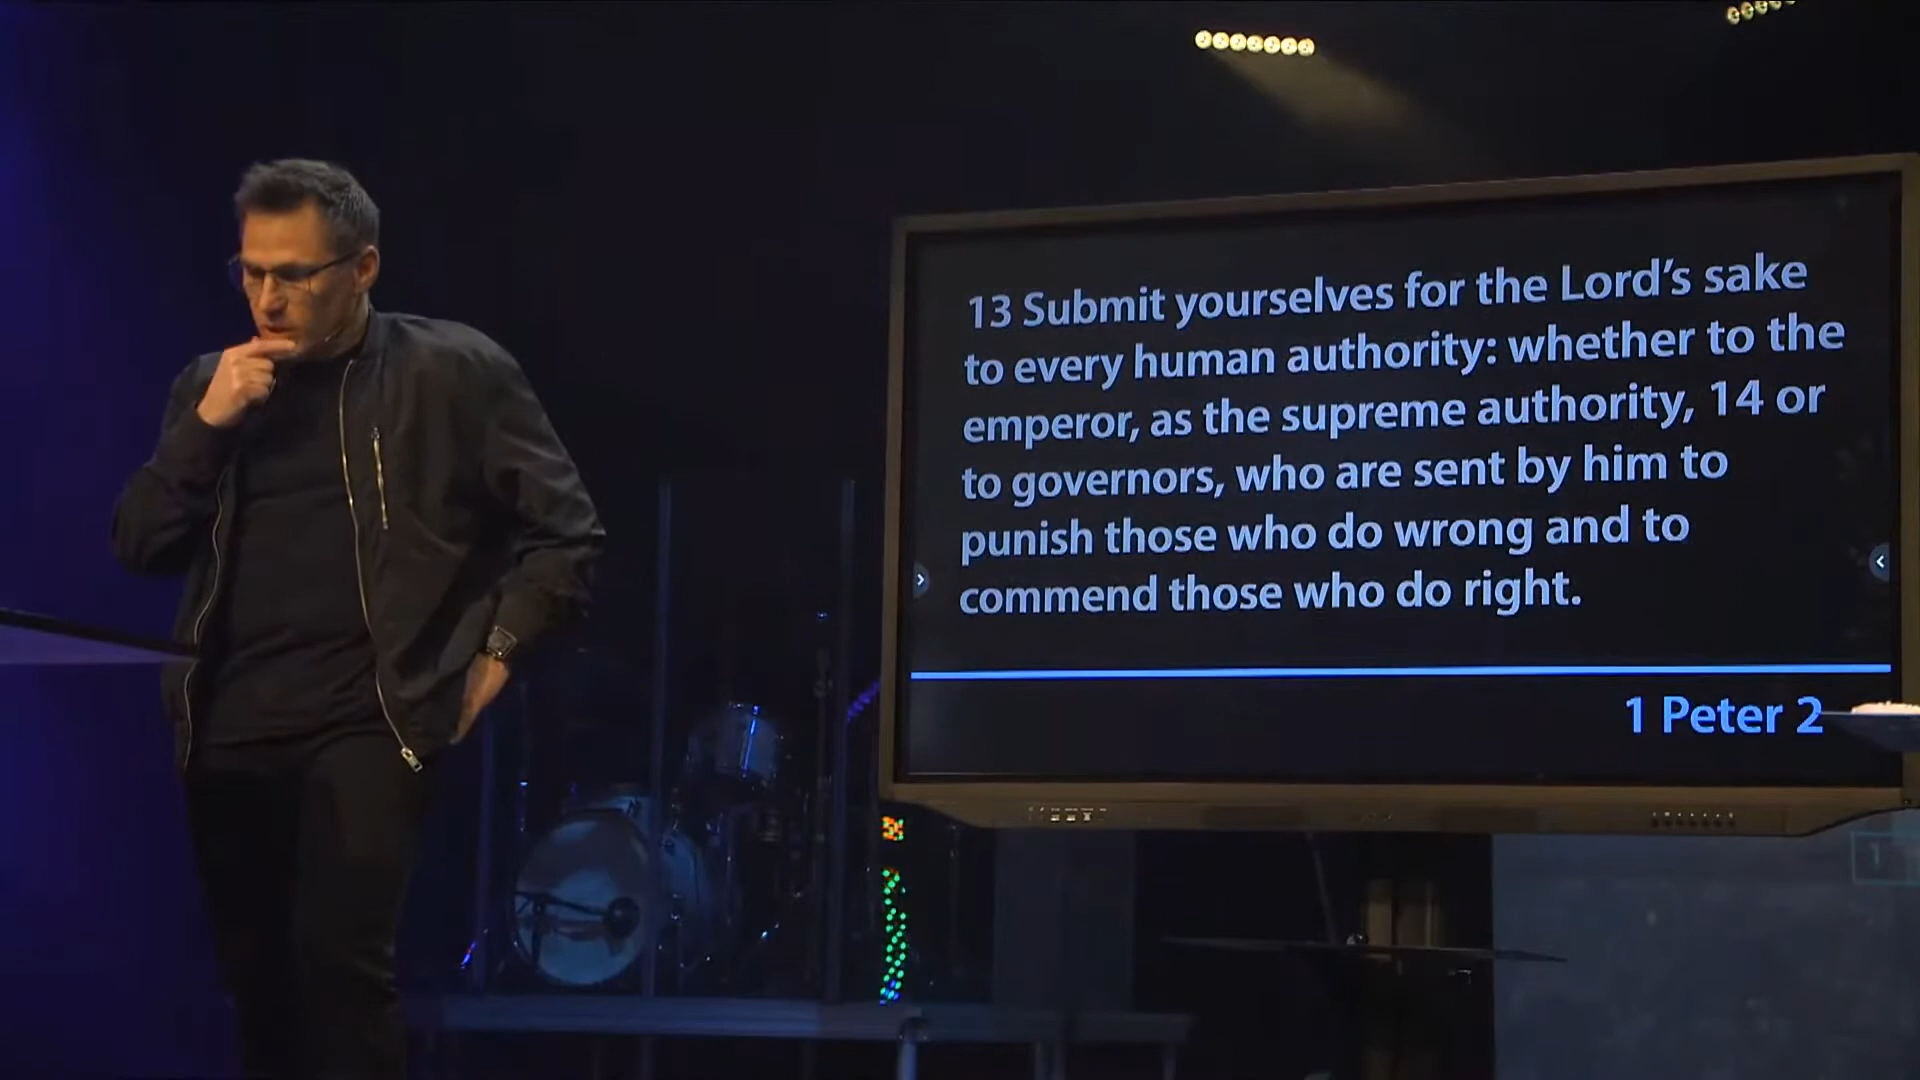 13 Submit yourselves for the Lord’s sake
to every human authority: whether to the
emperor, as the supreme authority, 14 or
to governors, who are sent by him to
punish those who do wrong and to
commend those who do right.
1 Peter 2